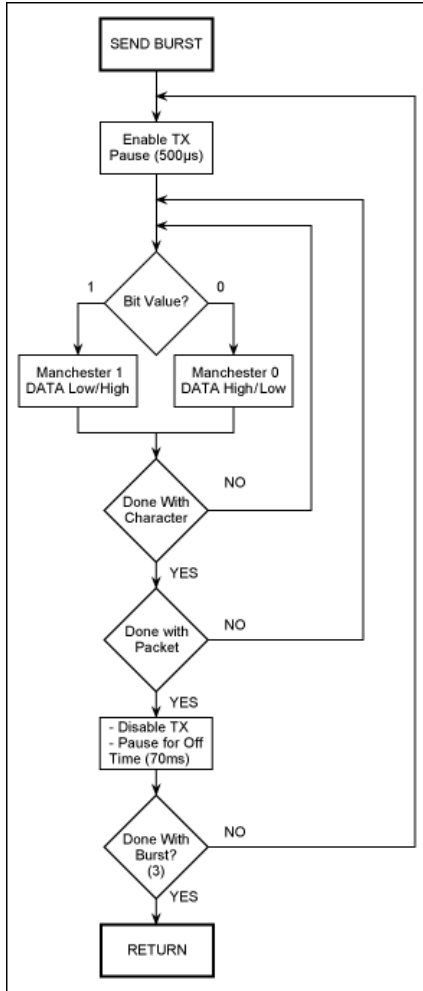 SEND BURST
Enable TX
Pause (500µs)
1
0
Bit Value?
Manchester 1
DATA Low/High
Manchester 0
DATA High/Low
Done With
Character
NO
YES
Done with
Packet
NO
YES
- Disable TX
- Pause for Off
Time (70ms)
Done With
Burst?
(3)
NO
YES
RETURN